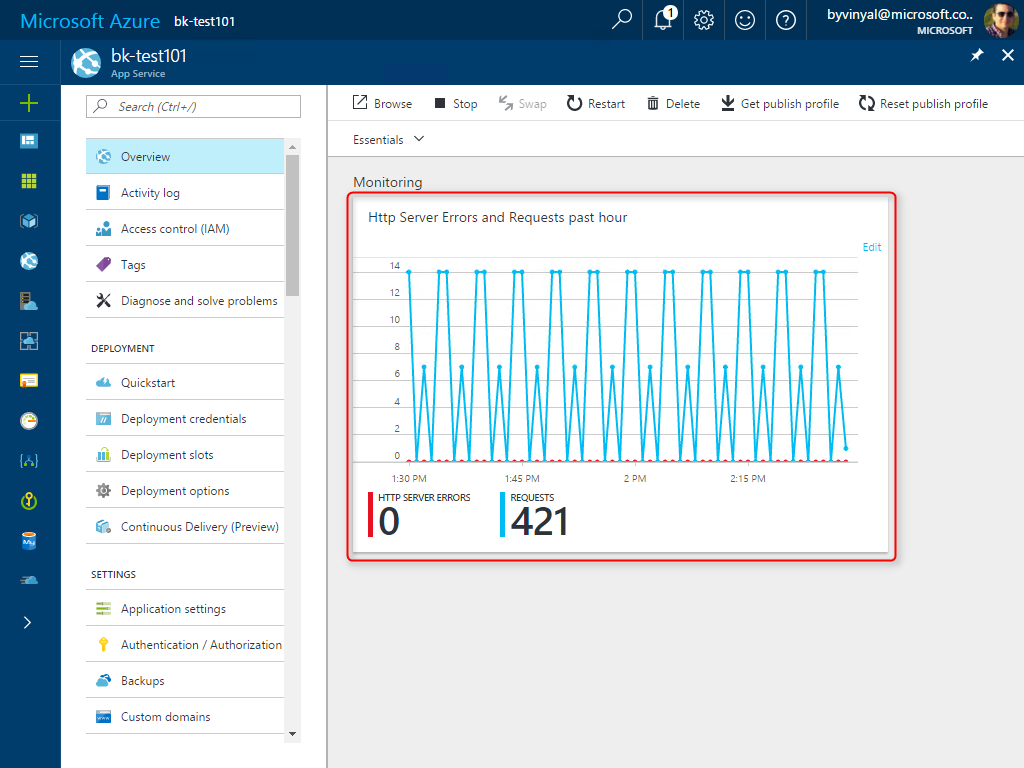 Microsoft Azure bk-test101
1
byvinyal@microsoft.co..
MICROSOFT
bk-test101
App Service
Search (Ctrl+/)
Overview
Activity log
Access control (IAM)
Tags
Diagnose and solve problems
DEPLOYMENT
Quickstart
Deployment credentials
Deployment slots
Deployment options
Continuous Delivery (Preview)
SETTINGS
Application settings
Authentication / Authorization
Backups
Custom domains
Browse Stop Swap Restart Delete Get publish profile Reset publish profile
Essentials
Monitoring
Http Server Errors and Requests past hour
Edit
14
12
10
8
6
4
2
0
1:30 PM 1:45 PM 2 PM 2:15 PM
HTTP SERVER ERRORS
0
REQUESTS
421